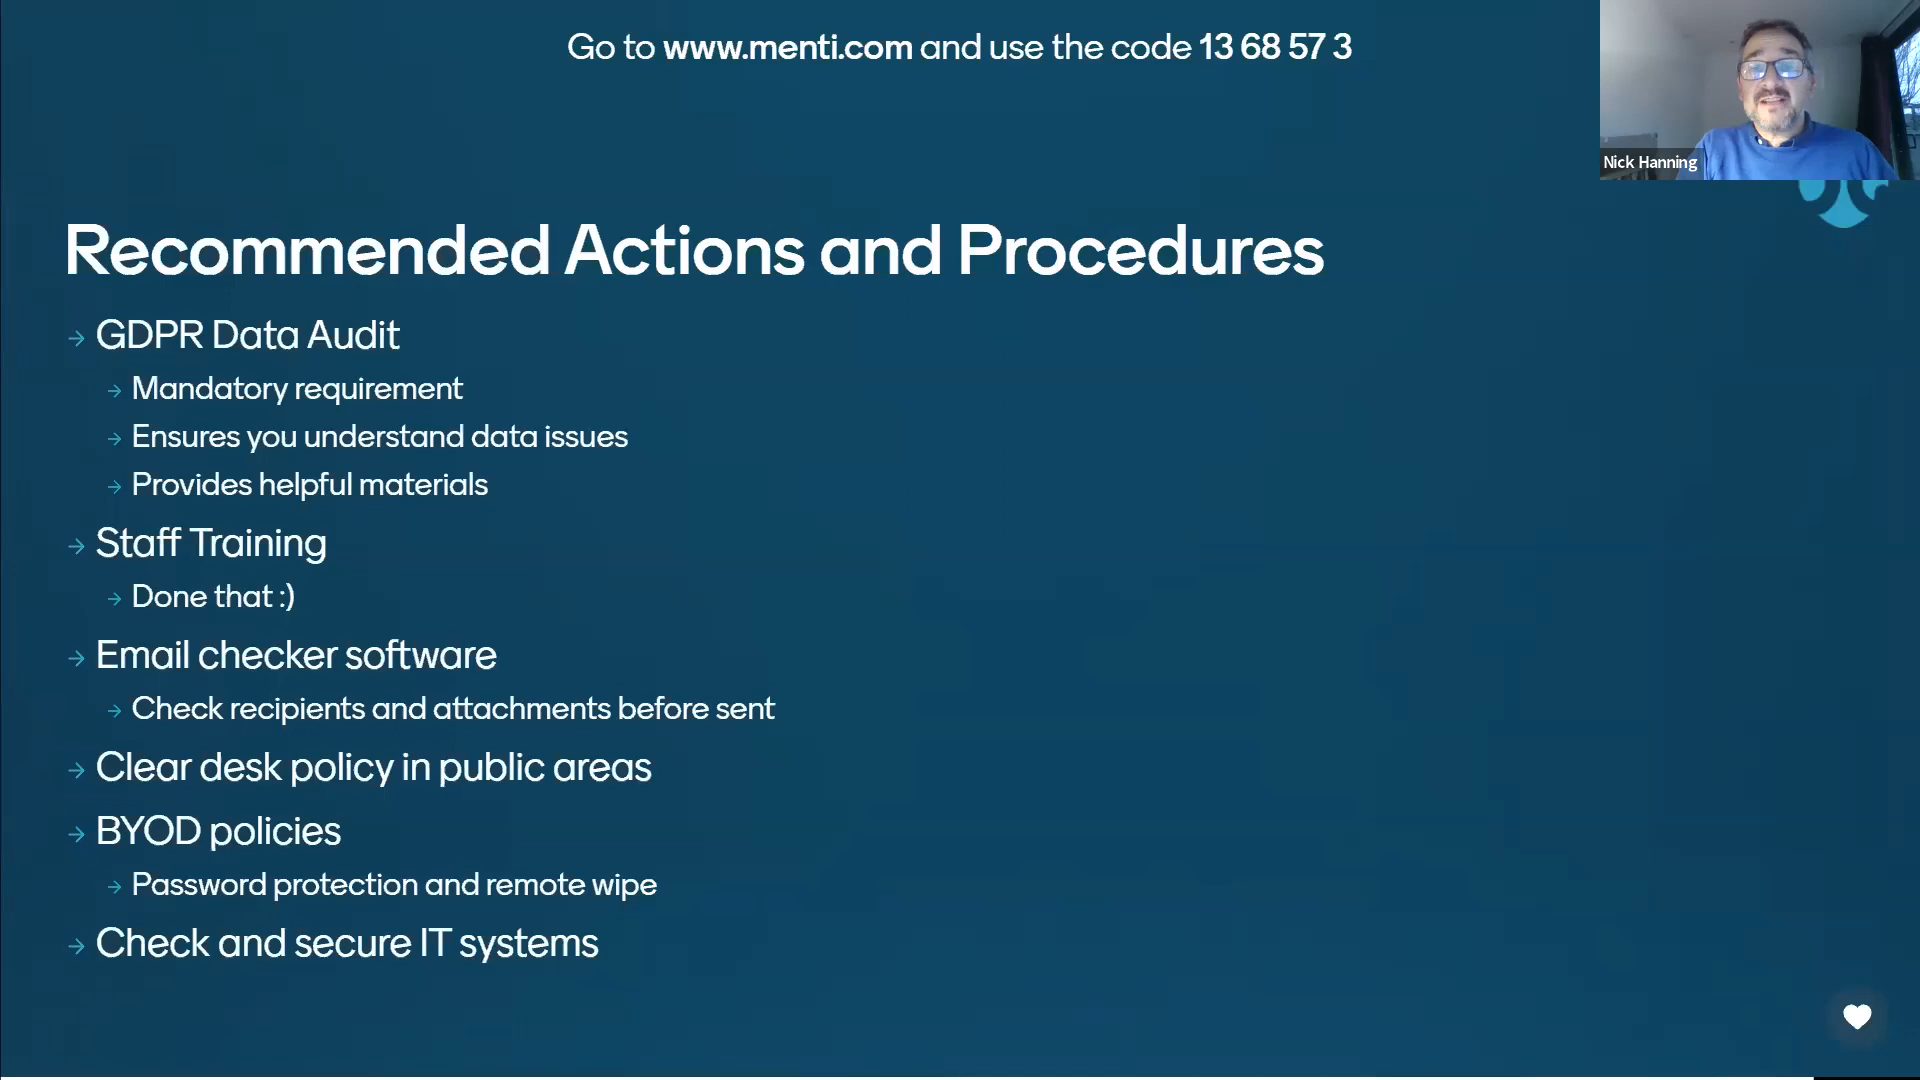 Go to www.menti.com and use the code 13 68 57 3
Nick Hanning
Recommended Actions and Procedures
→ GDPR Data Audit
→ Mandatory requirement
→ Ensures you understand data issues
→ Provides helpful materials
→ Staff Training
→ Done that :)
→ Email checker software
→ Check recipients and attachments before sent
→ Clear desk policy in public areas
→ BYOD policies
→ Password protection and remote wipe
→ Check and secure IT systems